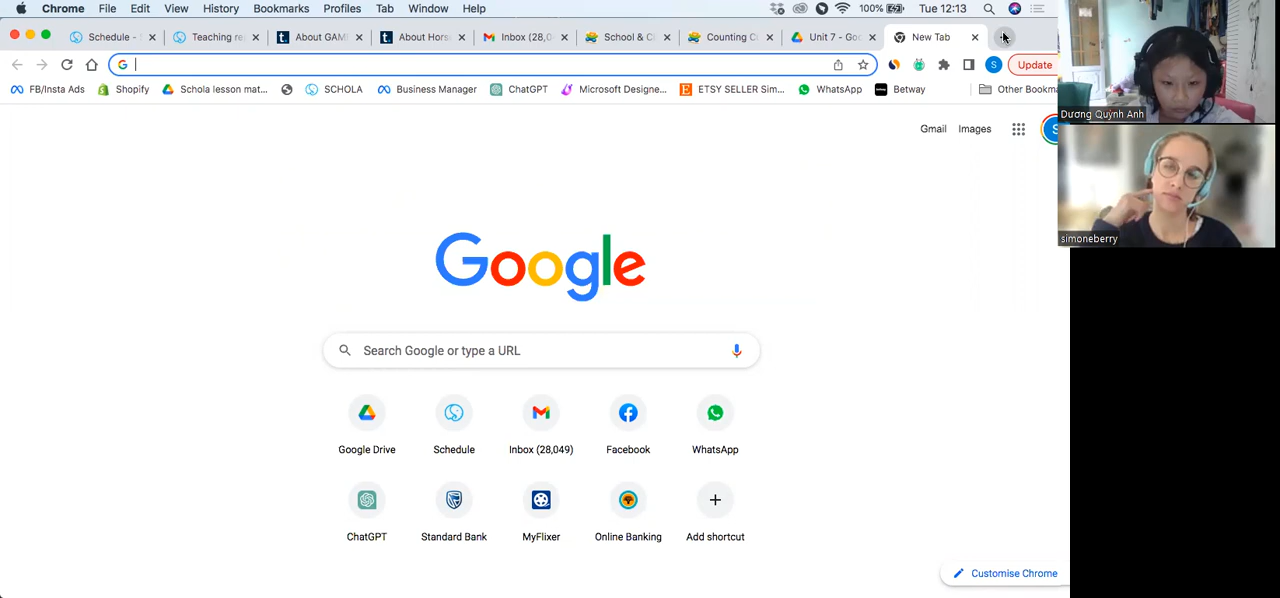 Chrome File Edit View History Bookmarks Profiles Tab Window Help 100% Tue 12:13
Schedule - Teaching re About GAM About Hors Inbox (28,0 School & C Counting C Unit 7 - Goo New Tab
Update
FB/Insta Ads Shopify Schola lesson mat... SCHOLA Business Manager ChatGPT Microsoft Designe... ETSY SELLER Sim... WhatsApp Betway Other Bookma
Dương Quỳnh Anh
Gmail Images S
simoneberry
Google
Search Google or type a URL
Google Drive Schedule Inbox (28,049) Facebook WhatsApp
ChatGPT Standard Bank MyFlixer Online Banking Add shortcut
Customise Chrome